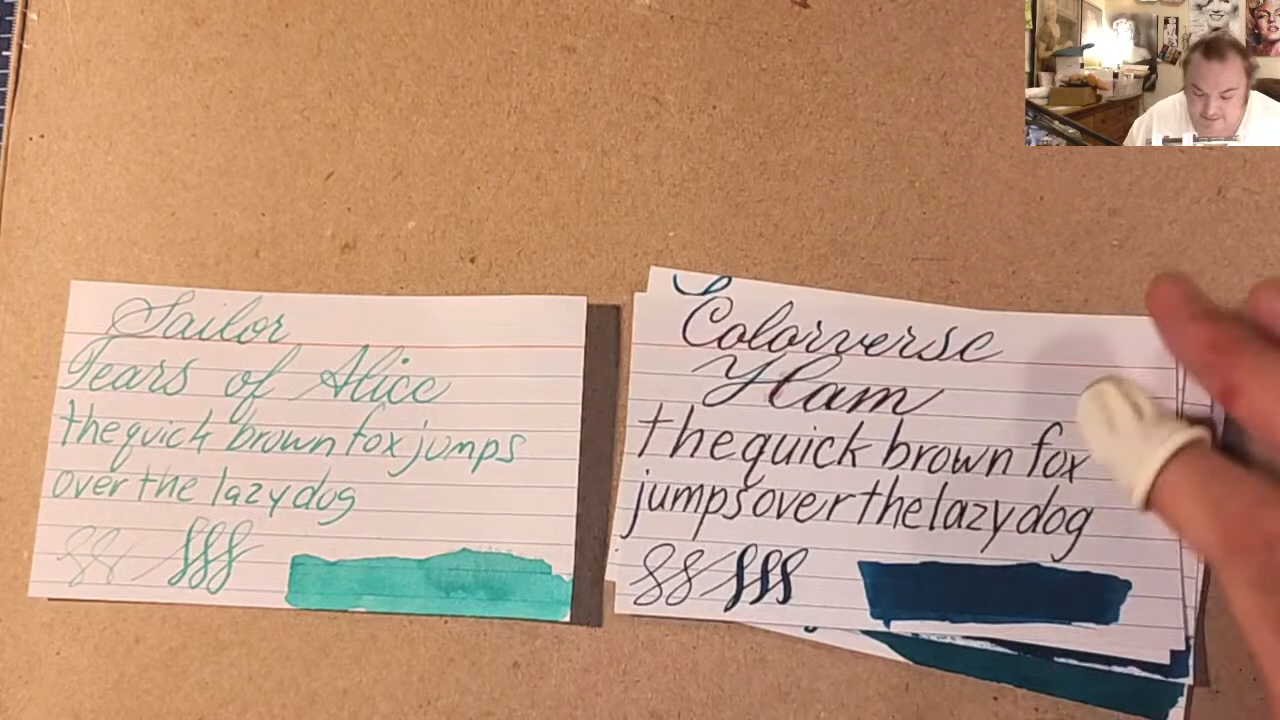 Sailor
Tears of Alice
the quick brown fox jumps
over the lazy dog
Colorverse
Ylam
the quick brown fox
jumps over the lazy dog